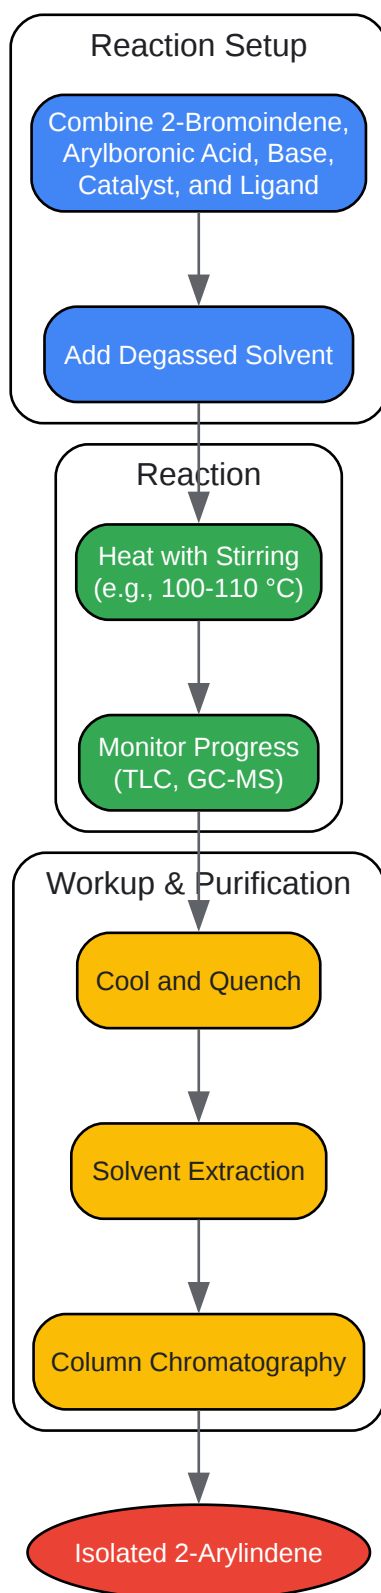 Reaction Setup
Combine 2-Bromoindene,
Arylboronic Acid, Base,
Catalyst, and Ligand
Add Degassed Solvent
Reaction
Heat with Stirring
(e.g., 100-110 °C)
Monitor Progress
(TLC, GC-MS)
Workup & Purification
Cool and Quench
Solvent Extraction
Column Chromatography
Isolated 2-Arylindene